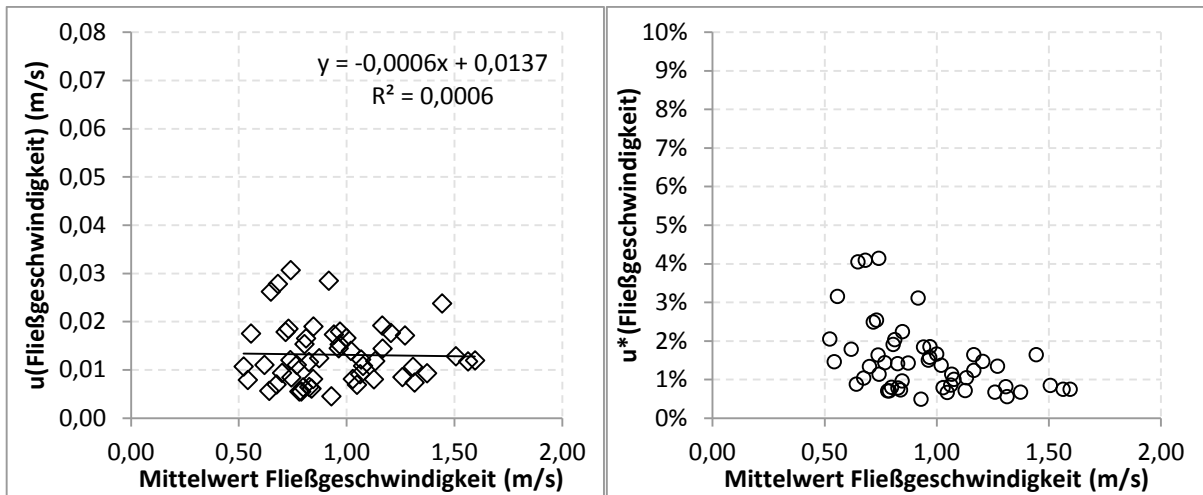 u(Fließgeschwindigkeit) (m/s)
0,08
0,07
0,06
0,05
0,04
0,03
0,02
0,01
0,00
y = -0,0006x + 0,0137
R² = 0,0006
0,00 0,50 1,00 1,50 2,00
Mittelwert Fließgeschwindigkeit (m/s)
u*(Fließgeschwindigkeit)
10%
9%
8%
7%
6%
5%
4%
3%
2%
1%
0%
0,00 0,50 1,00 1,50 2,00
Mittelwert Fließgeschwindigkeit (m/s)